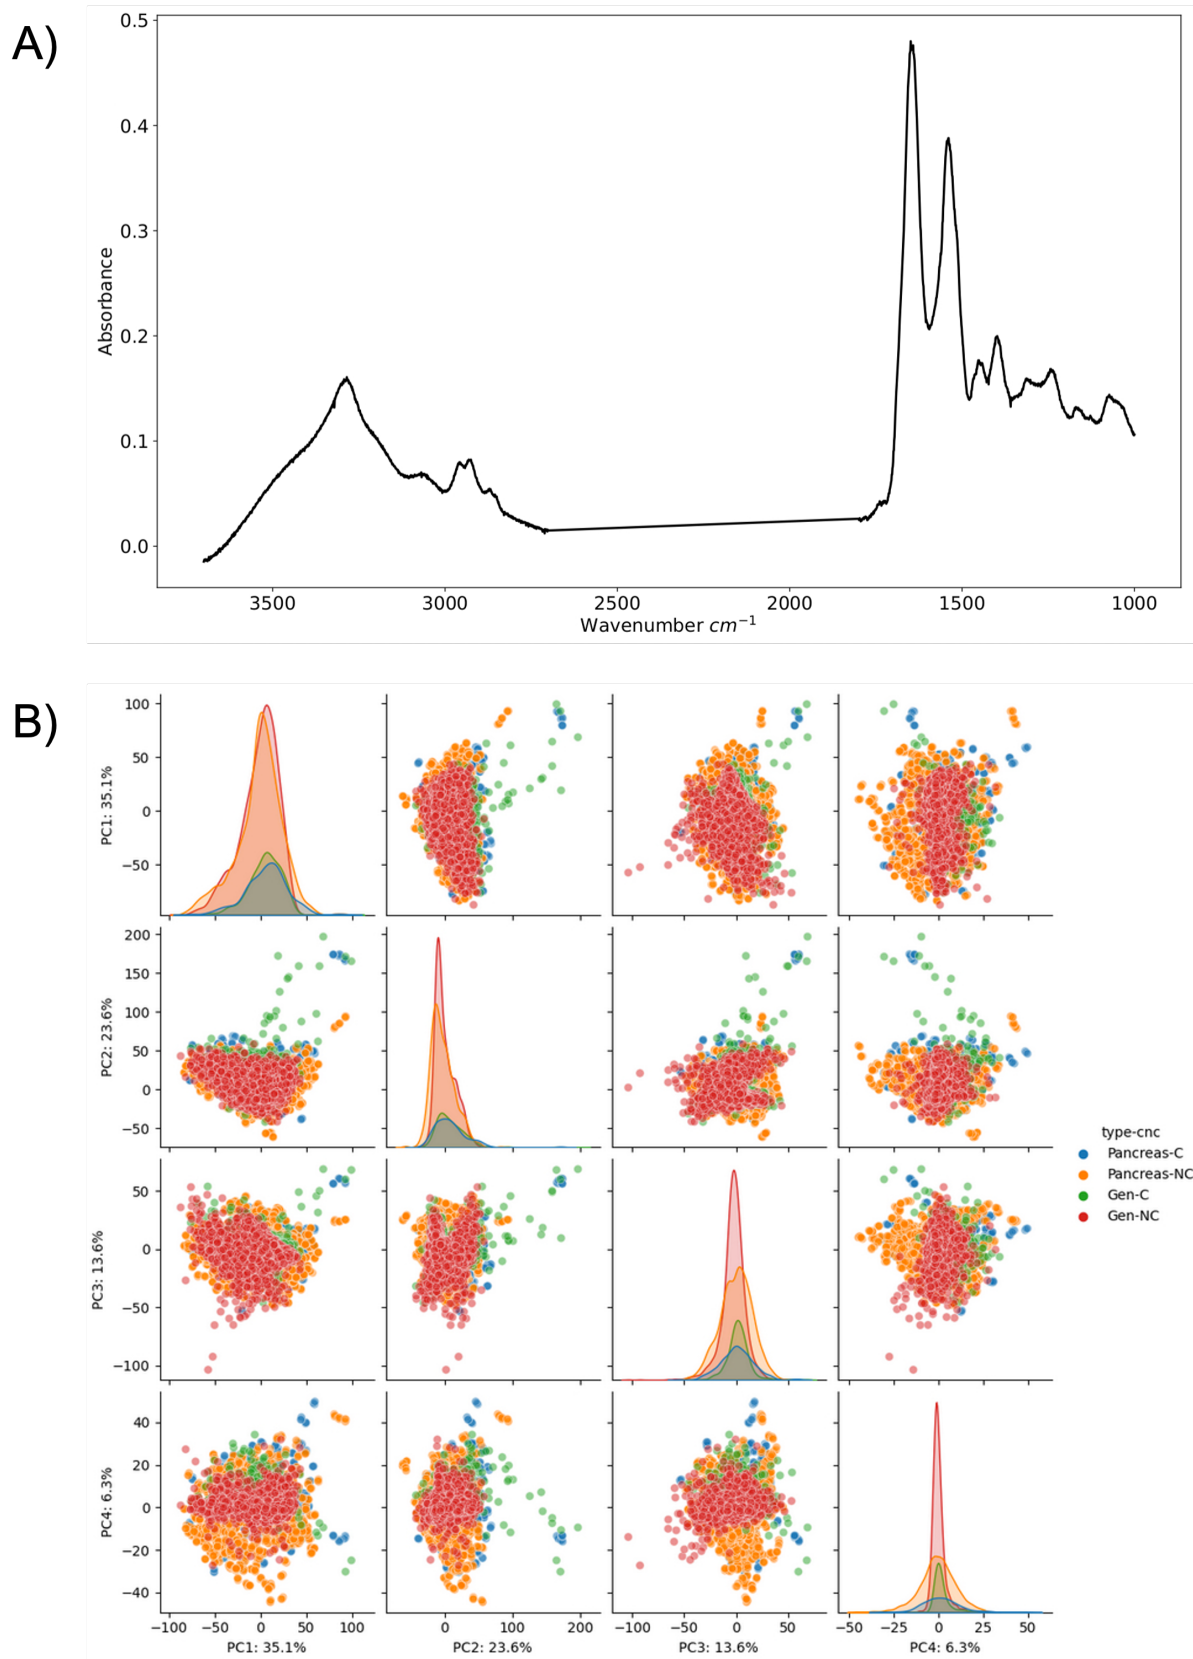 A)
0.5
0.4
0.3
0.2
0.1
0.0
Absorbance
3500 3000 2500 2000 1500 1000
Wavenumber cm⁻¹
B)
100
50
0
−50
PC1: 35.1%
200
150
100
50
0
−50
PC2: 23.6%
50
0
−50
−100
PC3: 13.6%
40
20
0
−20
−40
PC4: 6.3%
−100 −50 0 50 100
0 100 200
−100 −50 0 50
−50 −25 0 25 50
PC1: 35.1% PC2: 23.6% PC3: 13.6% PC4: 6.3%
type-cnc
Pancreas-C
Pancreas-NC
Gen-C
Gen-NC